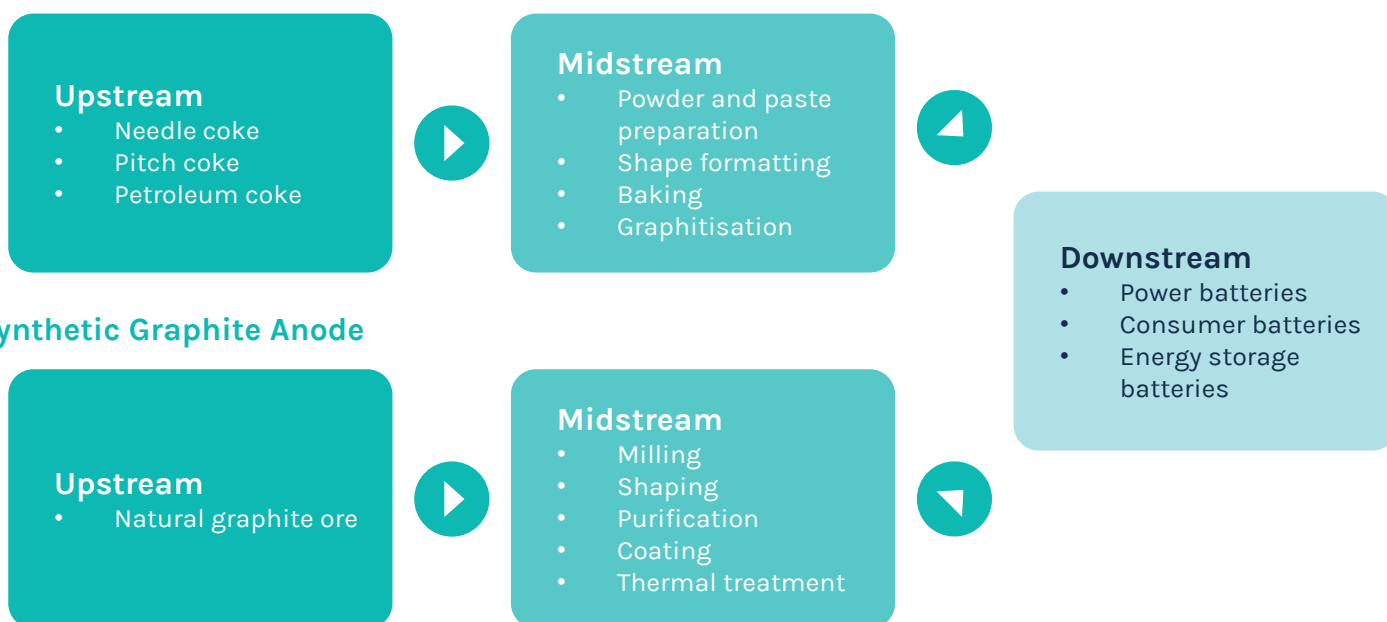 Upstream
• Needle coke
• Pitch coke
• Petroleum coke
Midstream
• Powder and paste
preparation
• Shape formatting
• Baking
• Graphitisation
Downstream
• Power batteries
• Consumer batteries
• Energy storage
batteries
ynthetic Graphite Anode
Upstream
• Natural graphite ore
Midstream
• Milling
• Shaping
• Purification
• Coating
• Thermal treatment